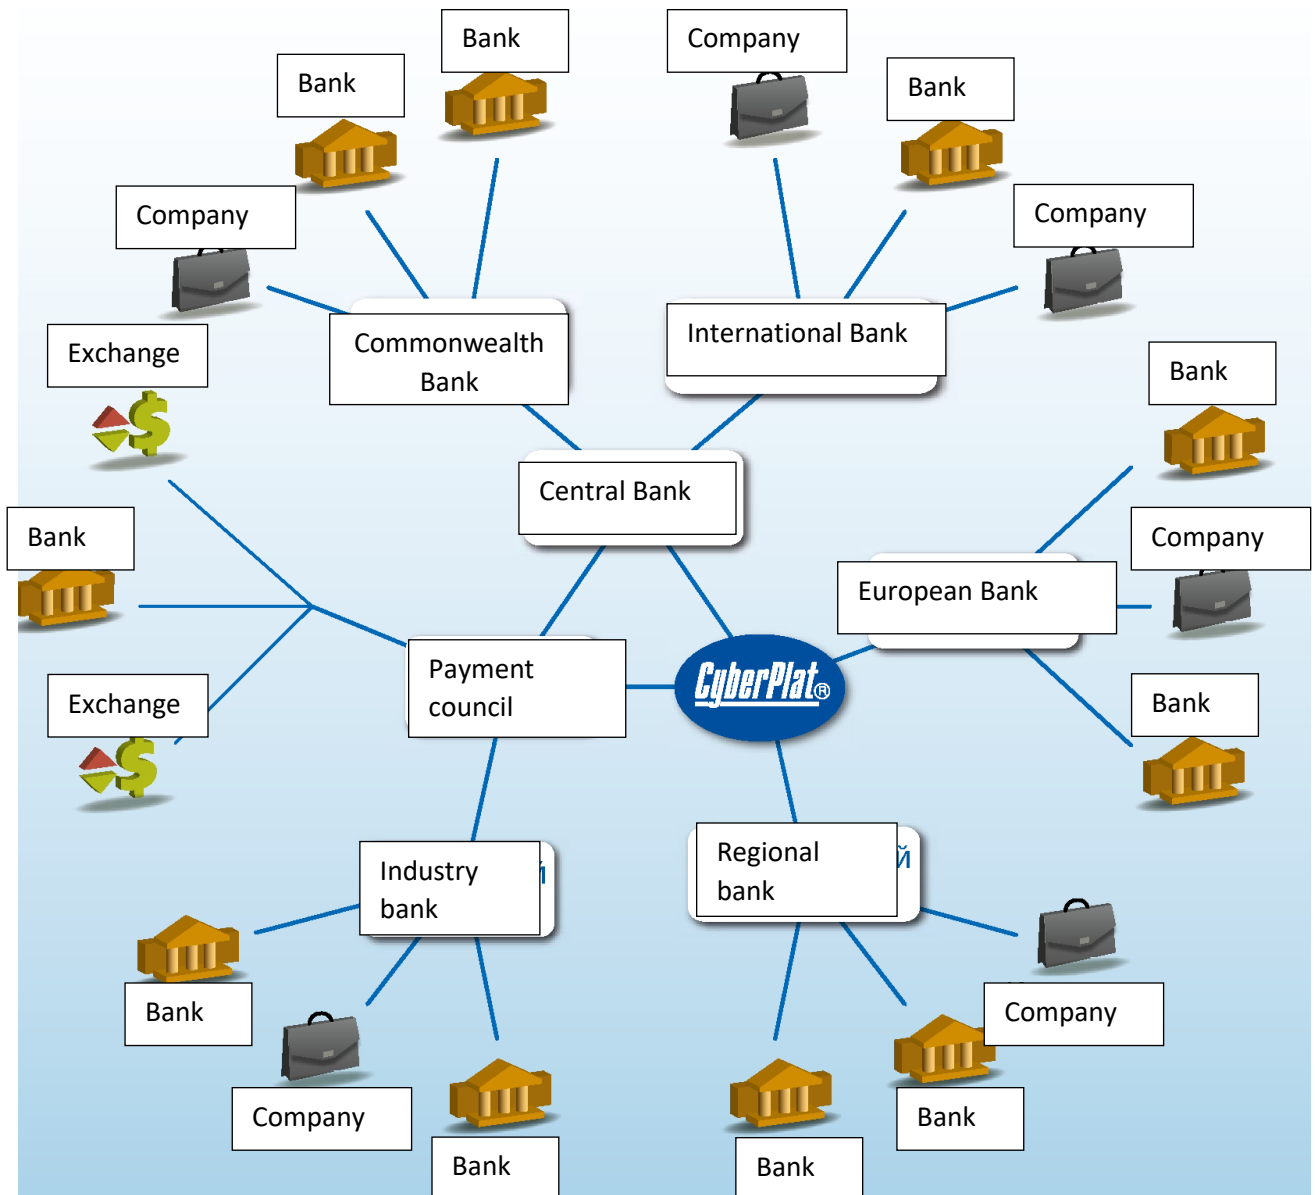 Bank
Company
Bank
Bank
Company
Company
Exchange
Commonwealth
Bank
International Bank
Bank
Central Bank
Bank
Company
European Bank
Payment
council
CyberPlat®
Exchange
Bank
Industry
bank
й
Regional
bank
й
Bank
Company
Company
Bank
Bank
Bank